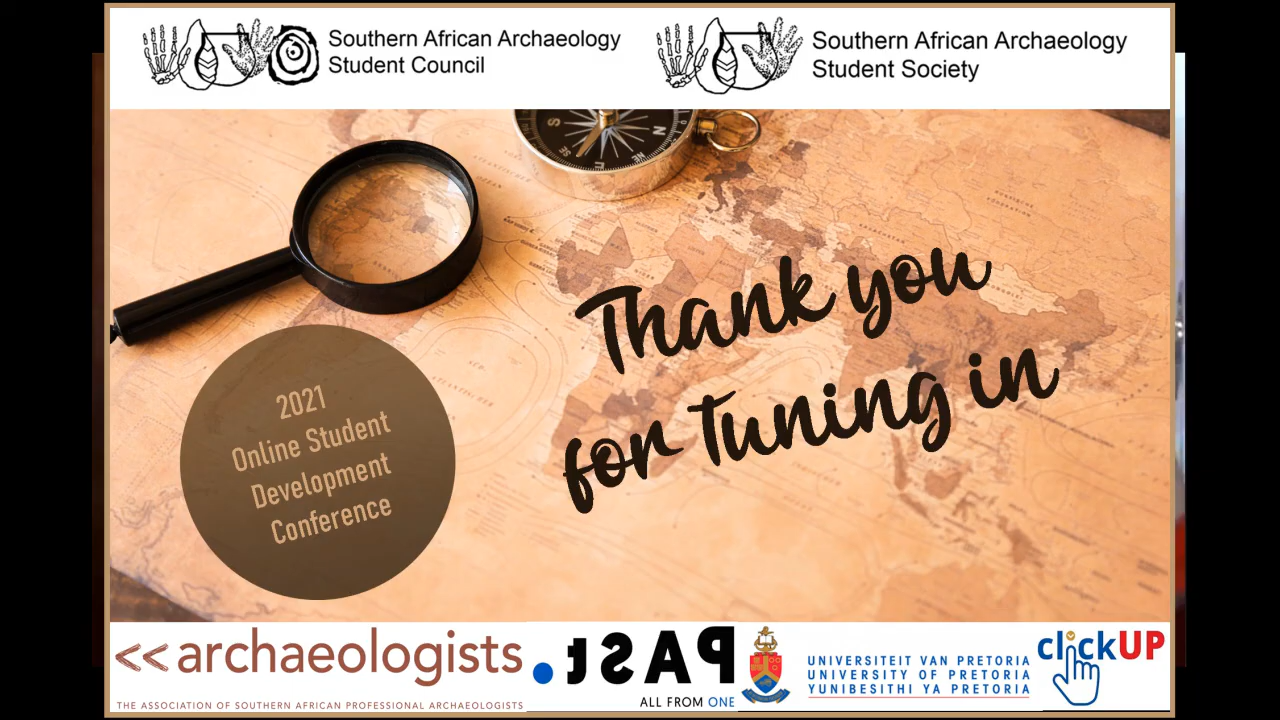 Southern African Archaeology
Student Council
Southern African Archaeology
Student Society
S
N
SE
E
NE
Thank you
for tuning in
2021
Online Student
Development
Conference
<<archaeologists
THE ASSOCIATION OF SOUTHERN AFRICAN PROFESSIONAL ARCHAEOLOGISTS
PASt.
ALL FROM ONE
UNIVERSITEIT VAN PRETORIA
UNIVERSITY OF PRETORIA
YUNIBESITHI YA PRETORIA
clickUP